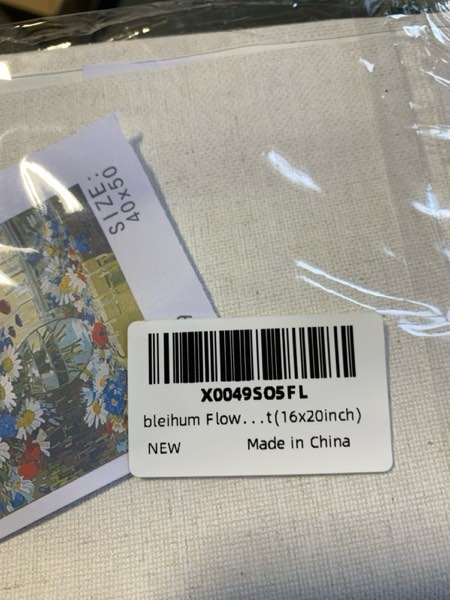 SIZE:
40x50
X0049SO5FL
bleihum Flow...t(16x20inch)
NEW Made in China